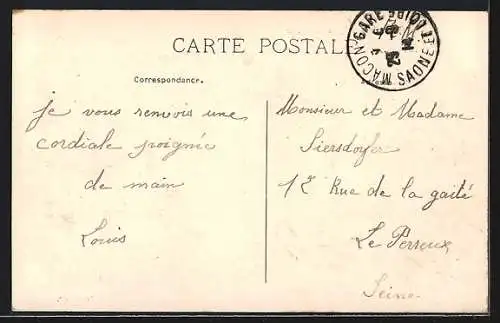 CARTE POSTALE
MACON GARE SAONE ET LOIRE
Correspondance.
Je vous renvois une
cordiale poignée
de main
Louis
Monsieur et Madame
Siersdorfer
12 Rue de la gaité
Le Perreux
Seine